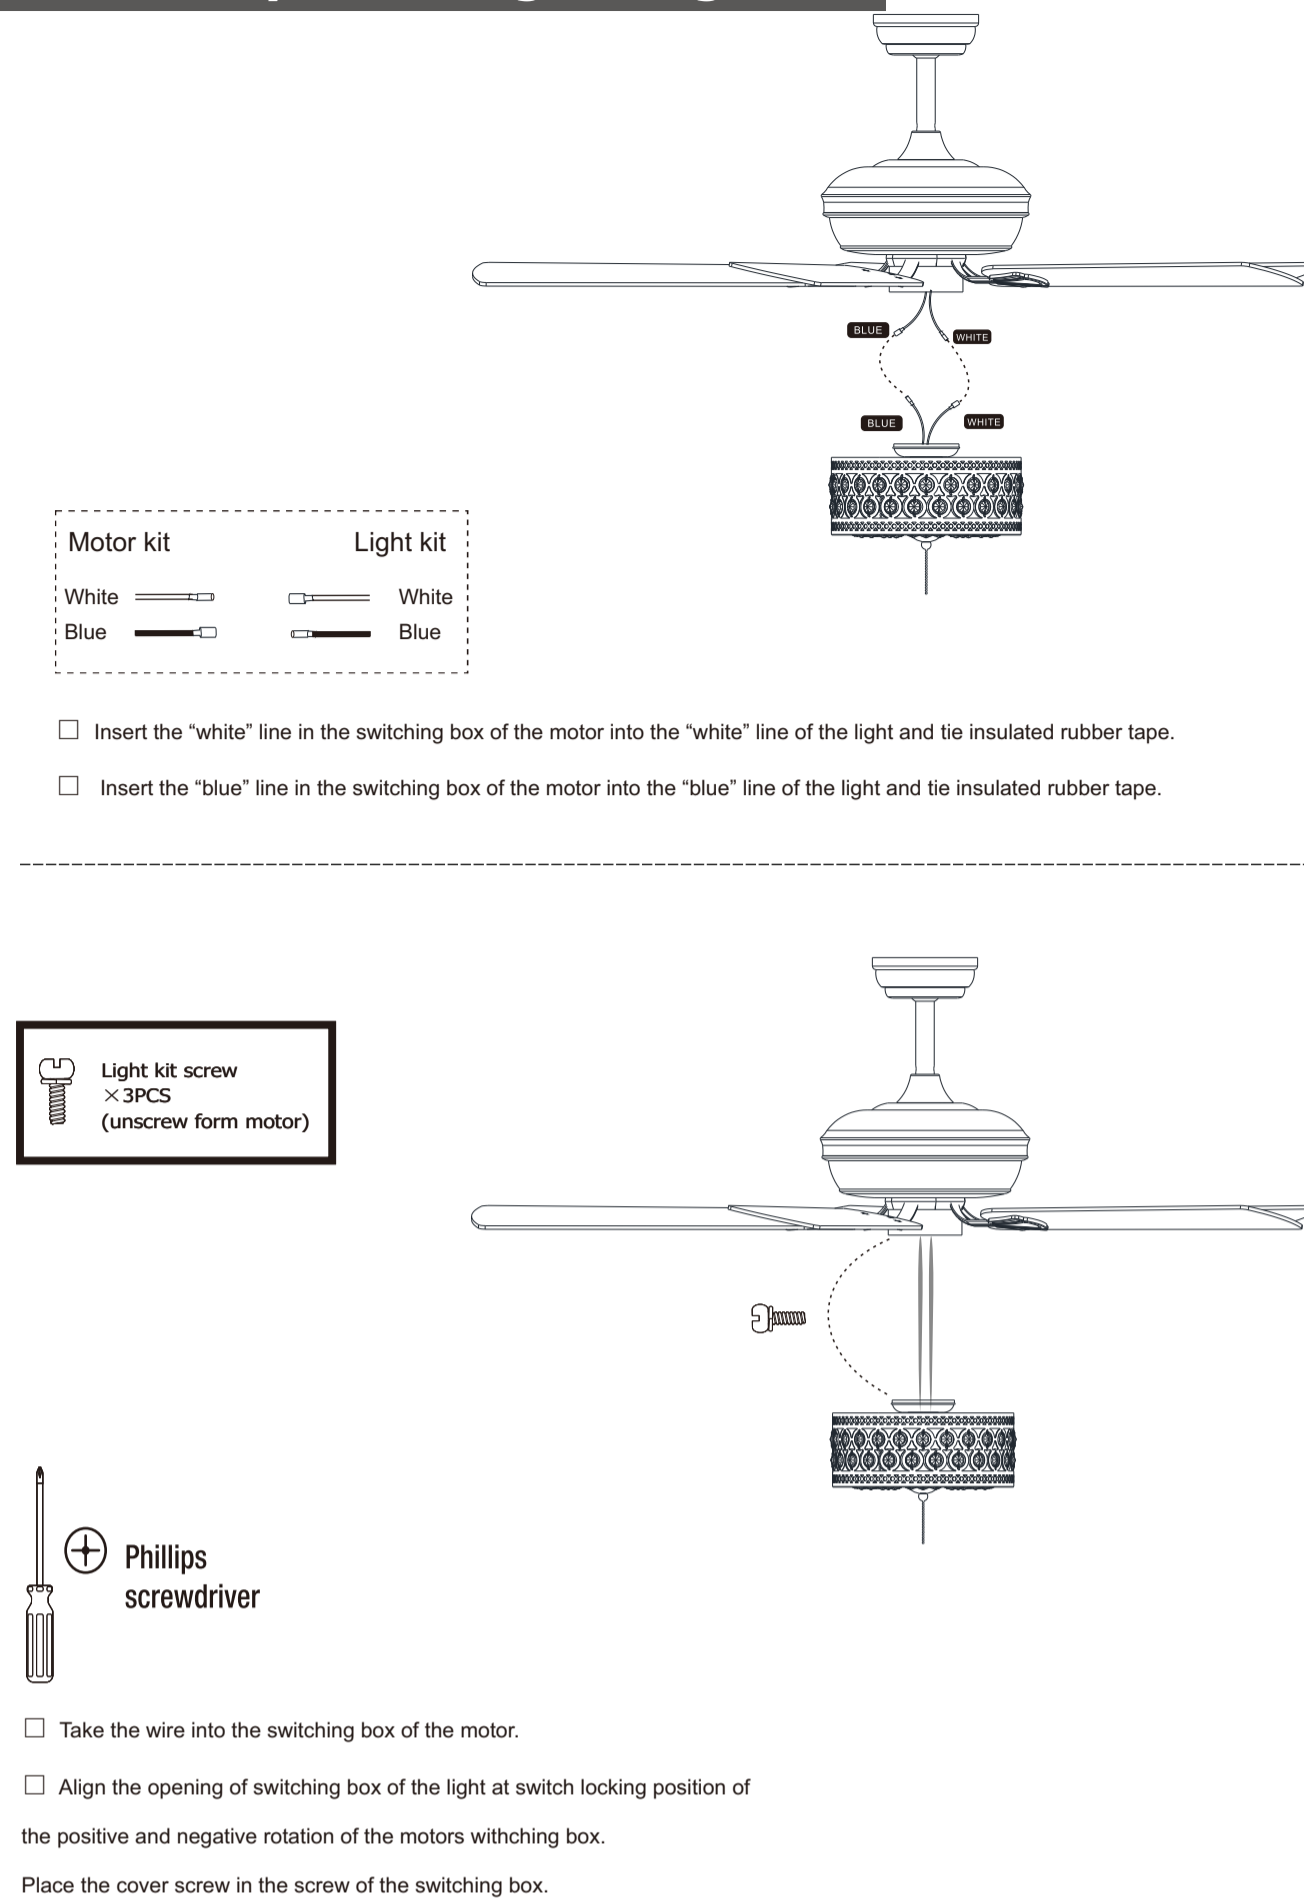 BLUE
WHITE
BLUE
WHITE
Motor kit Light kit
White White
Blue Blue
Insert the “white” line in the switching box of the motor into the “white” line of the light and tie insulated rubber tape.
Insert the “blue” line in the switching box of the motor into the “blue” line of the light and tie insulated rubber tape.
Light kit screw
×3PCS
(unscrew form motor)
Phillips
screwdriver
Take the wire into the switching box of the motor.
Align the opening of switching box of the light at switch locking position of
the positive and negative rotation of the motors withching box.
Place the cover screw in the screw of the switching box.